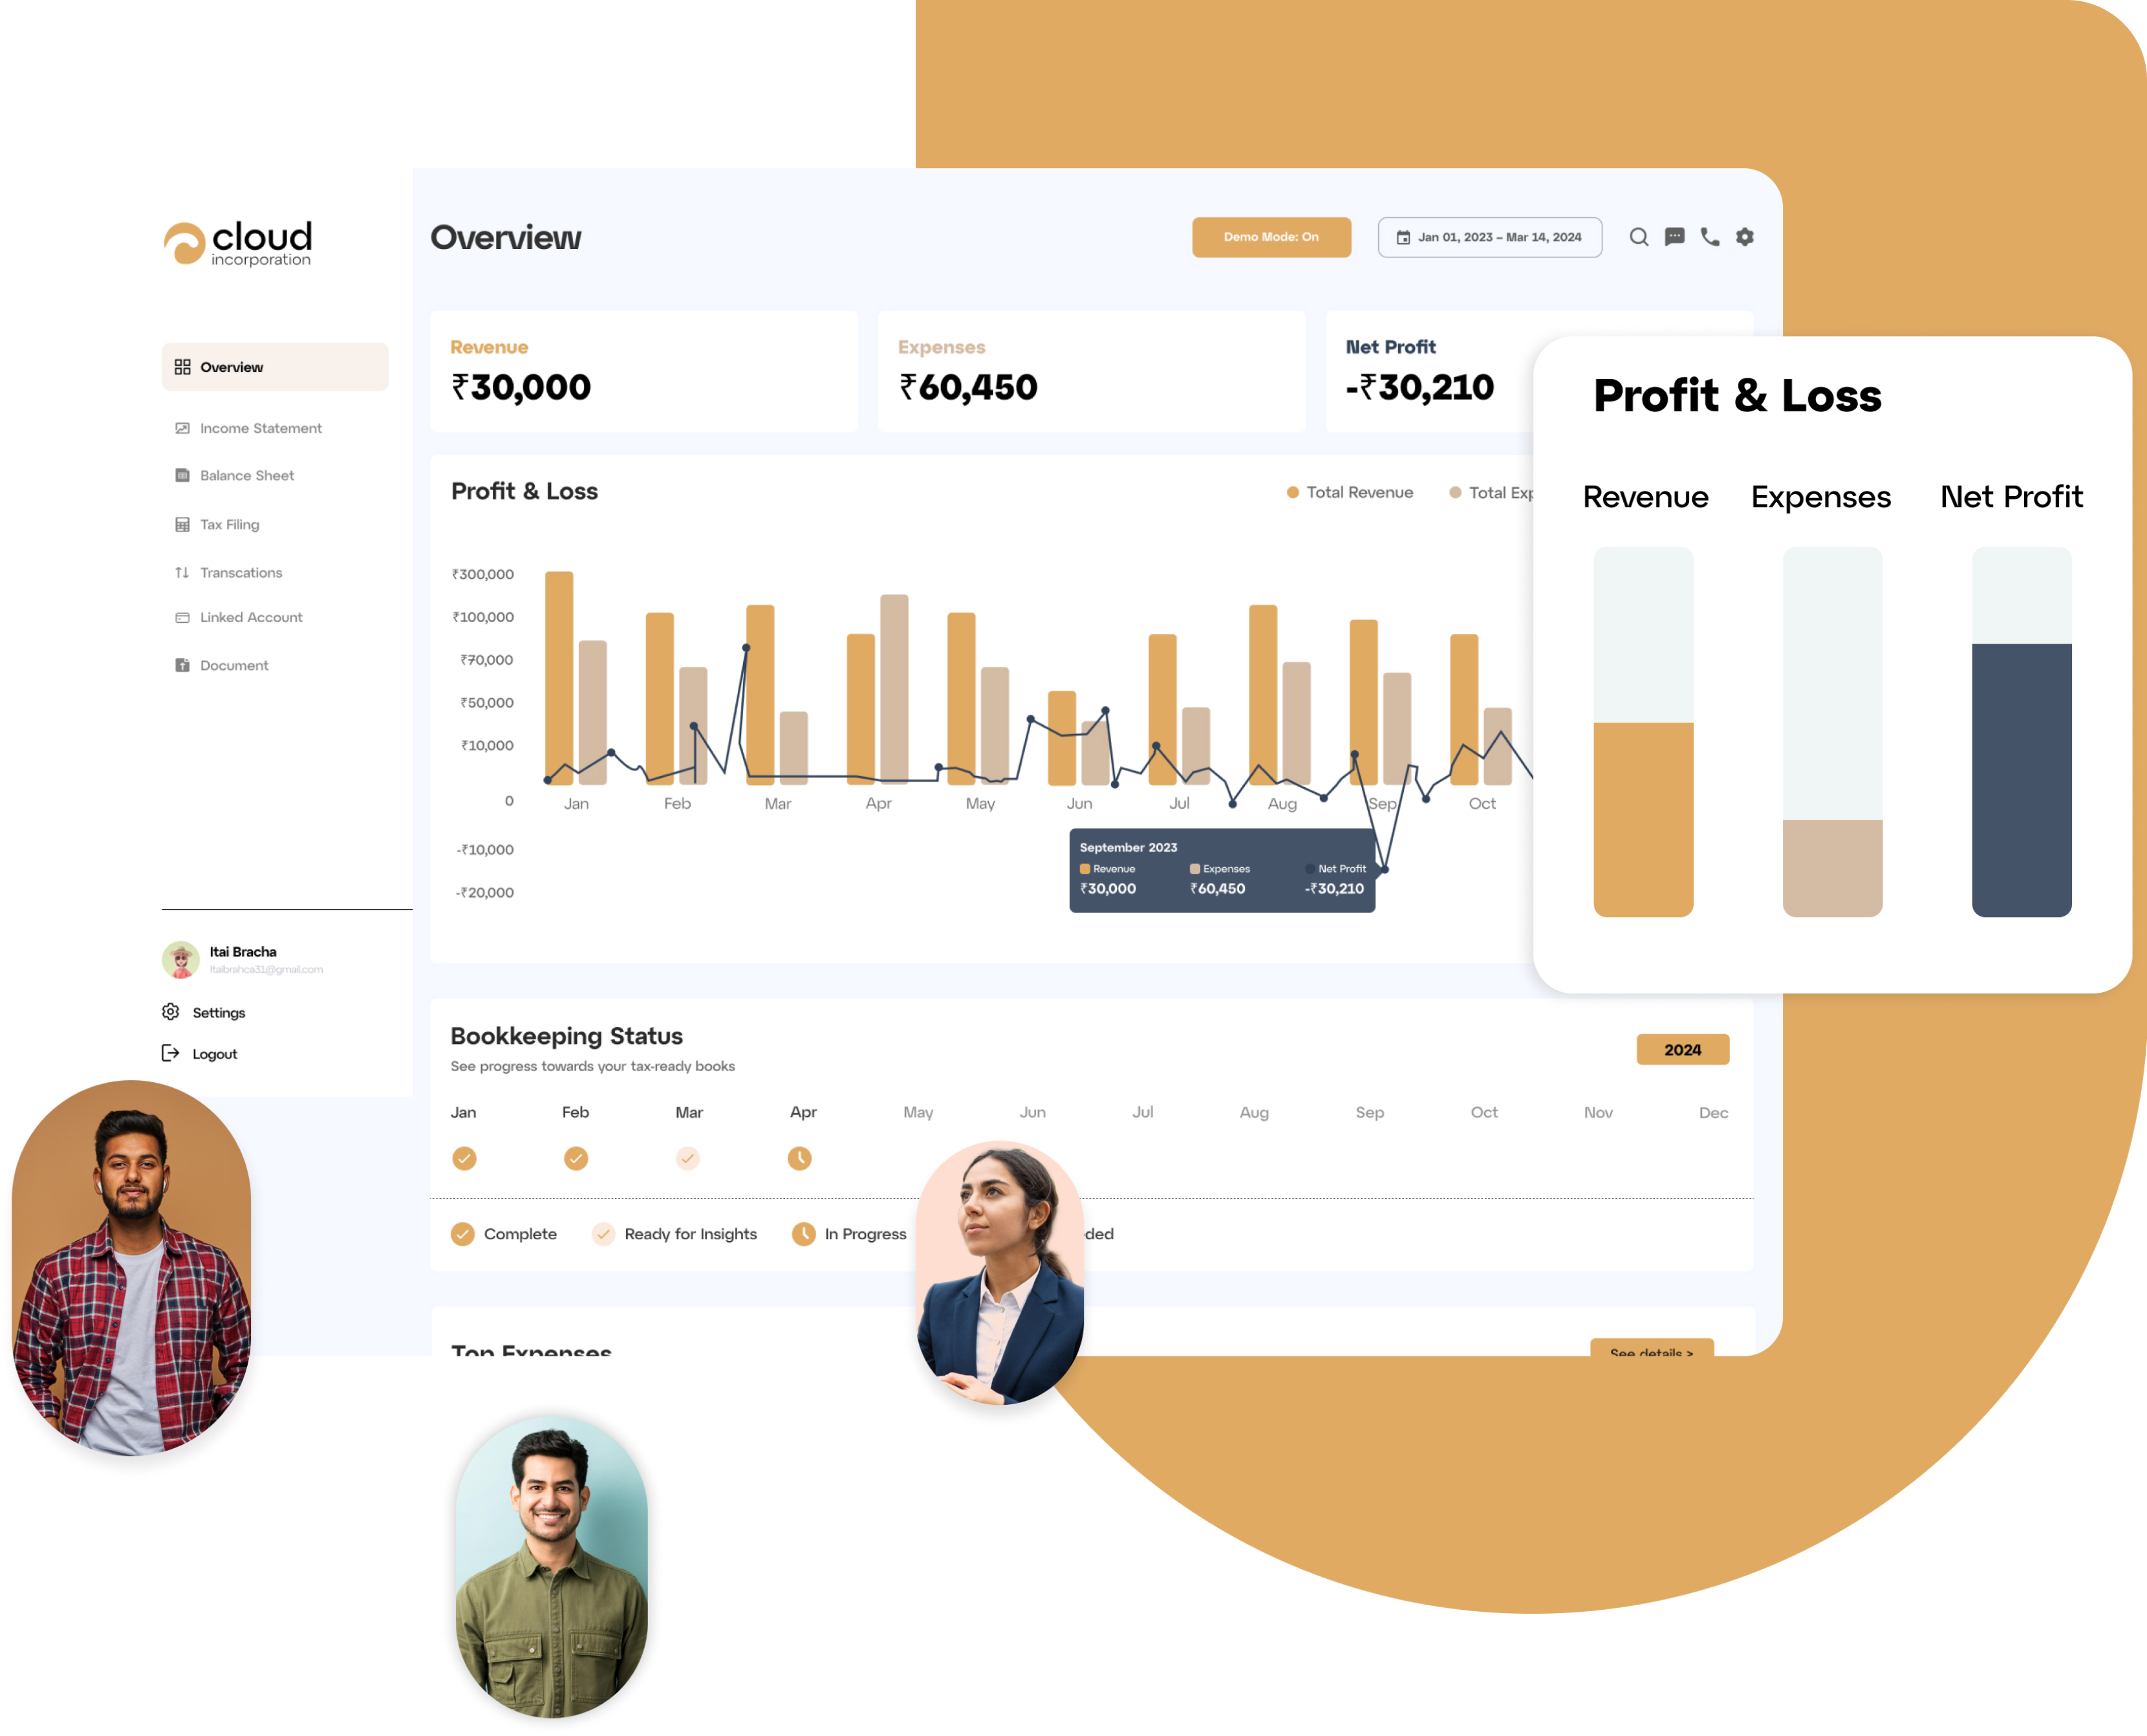 cloud
incorporation
Overview
Income Statement
Balance Sheet
Tax Filing
Transcations
Linked Account
Document
Itai Bracha
Itaibrahca31@gmail.com
Settings
Logout
Overview
Demo Mode: On
Jan 01, 2023 – Mar 14, 2024
Revenue
₹30,000
Expenses
₹60,450
Net Profit
-₹30,210
Profit & Loss
Total Revenue
Total Exp
₹300,000
₹100,000
₹70,000
₹50,000
₹10,000
0
-₹10,000
-₹20,000
Jan Feb Mar Apr May Jun Jul Aug Sep Oct
September 2023
Revenue Expenses Net Profit
₹30,000 ₹60,450 -₹30,210
Profit & Loss
Revenue Expenses Net Profit
Bookkeeping Status
See progress towards your tax-ready books
2024
Jan Feb Mar Apr May Jun Jul Aug Sep Oct Nov Dec
Complete Ready for Insights In Progress ded
Top Expenses
See details >